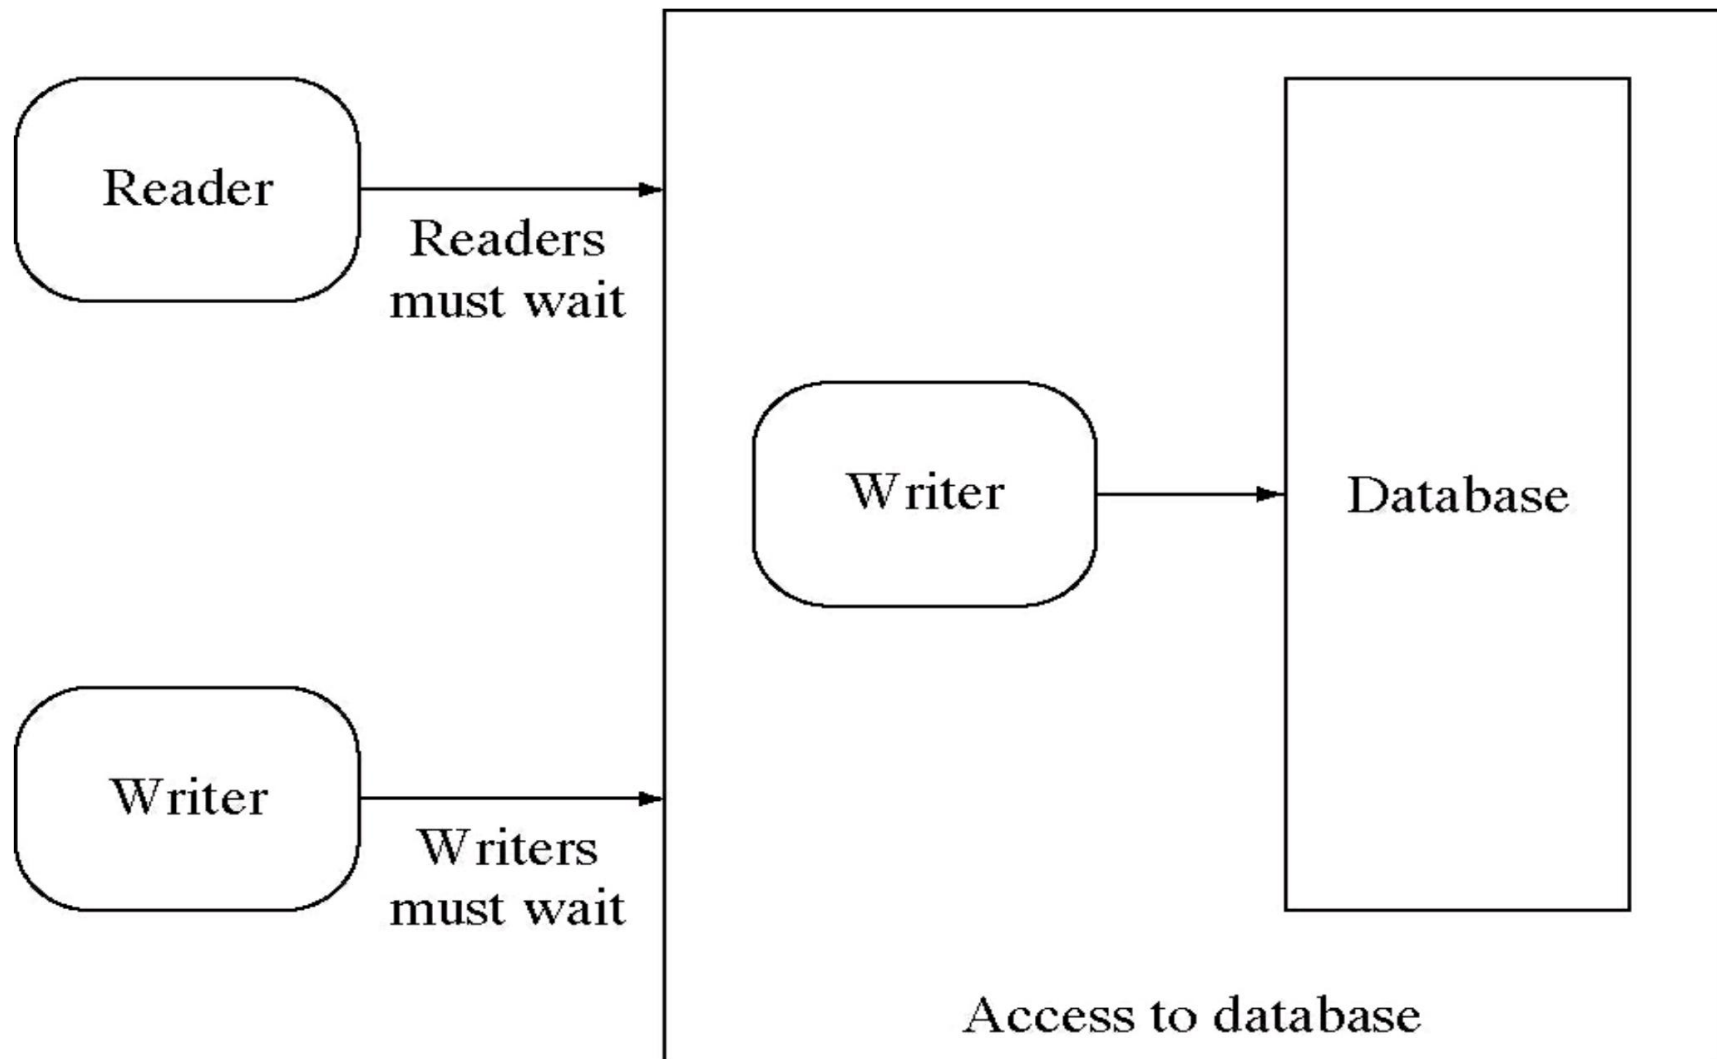 Reader
Readers
must wait
Writer
Database
Writer
Writers
must wait
Access to database